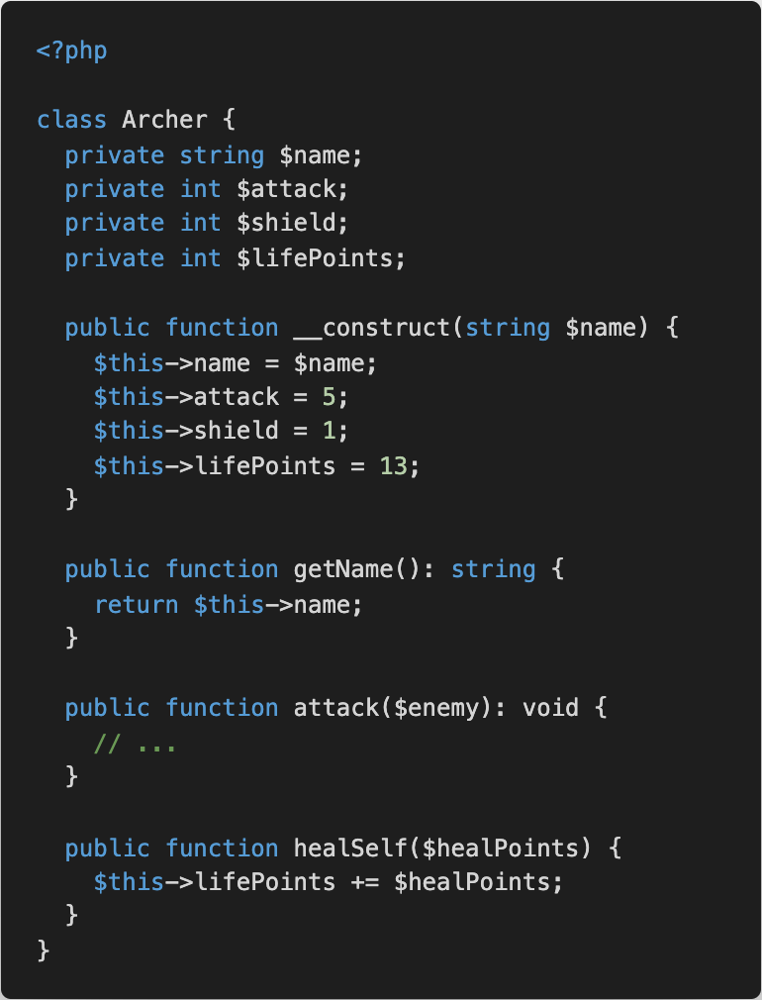 <?php
class Archer {
  private string $name;
  private int $attack;
  private int $shield;
  private int $lifePoints;

  public function __construct(string $name) {
    $this->name = $name;
    $this->attack = 5;
    $this->shield = 1;
    $this->lifePoints = 13;
  }

  public function getName(): string {
    return $this->name;
  }

  public function attack($enemy): void {
    // ...
  }

  public function healSelf($healPoints) {
    $this->lifePoints += $healPoints;
  }
}